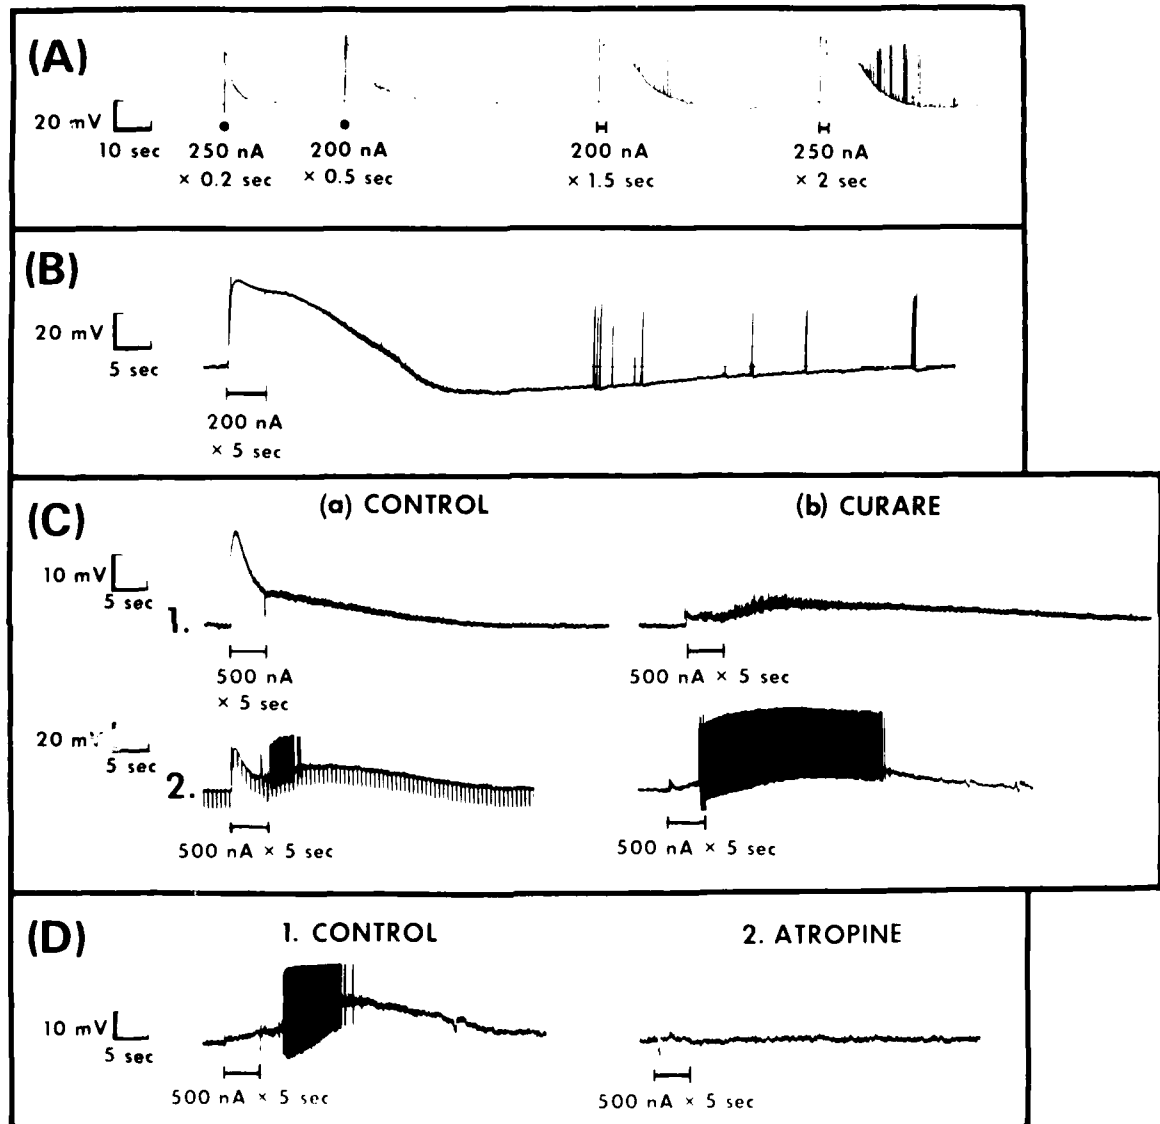 (A)
20 mV
10 sec
250 nA
× 0.2 sec
200 nA
× 0.5 sec
200 nA
× 1.5 sec
250 nA
× 2 sec
(B)
20 mV
5 sec
200 nA
× 5 sec
(C)
(a) CONTROL
(b) CURARE
10 mV
5 sec
1.
500 nA
× 5 sec
500 nA × 5 sec
20 mV
5 sec
2.
500 nA × 5 sec
500 nA × 5 sec
(D)
1. CONTROL
2. ATROPINE
10 mV
5 sec
500 nA × 5 sec
500 nA × 5 sec